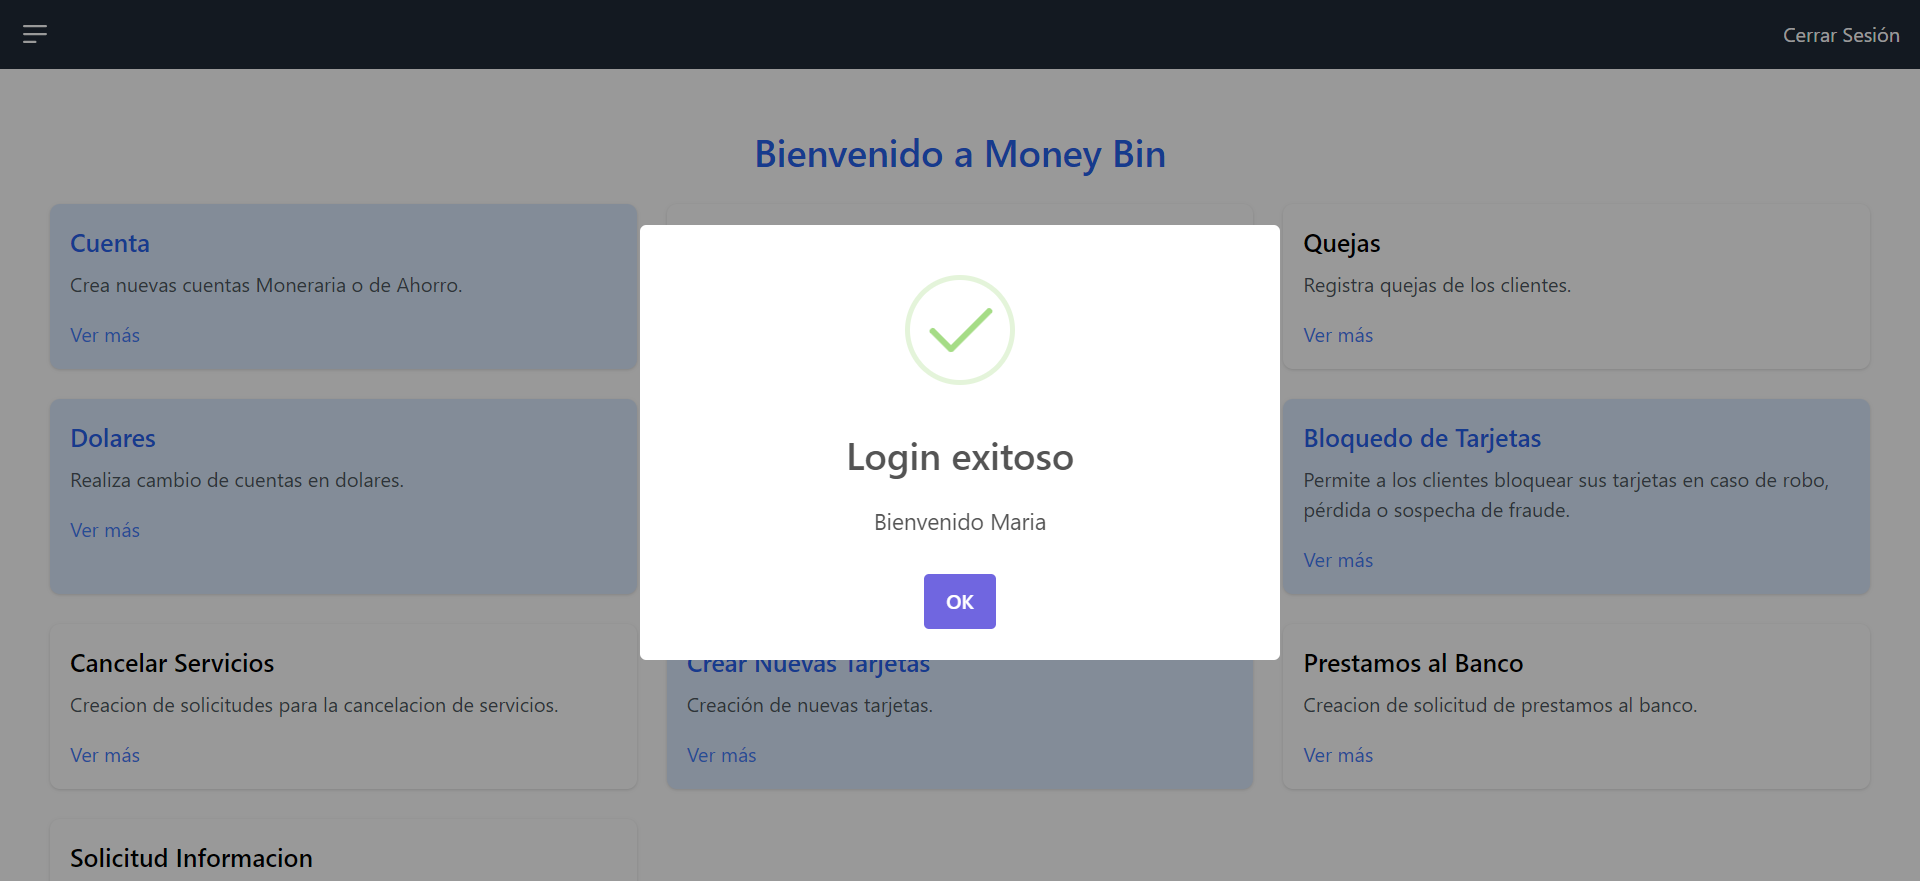 Cerrar Sesión
Bienvenido a Money Bin
Cuenta
Crea nuevas cuentas Moneraria o de Ahorro.
Ver más
Quejas
Registra quejas de los clientes.
Ver más
Dolares
Realiza cambio de cuentas en dolares.
Ver más
Bloquedo de Tarjetas
Permite a los clientes bloquear sus tarjetas en caso de robo,
pérdida o sospecha de fraude.
Ver más
Login exitoso
Bienvenido Maria
OK
Cancelar Servicios
Creacion de solicitudes para la cancelacion de servicios.
Ver más
Crear Nuevas Tarjetas
Creación de nuevas tarjetas.
Ver más
Prestamos al Banco
Creacion de solicitud de prestamos al banco.
Ver más
Solicitud Informacion